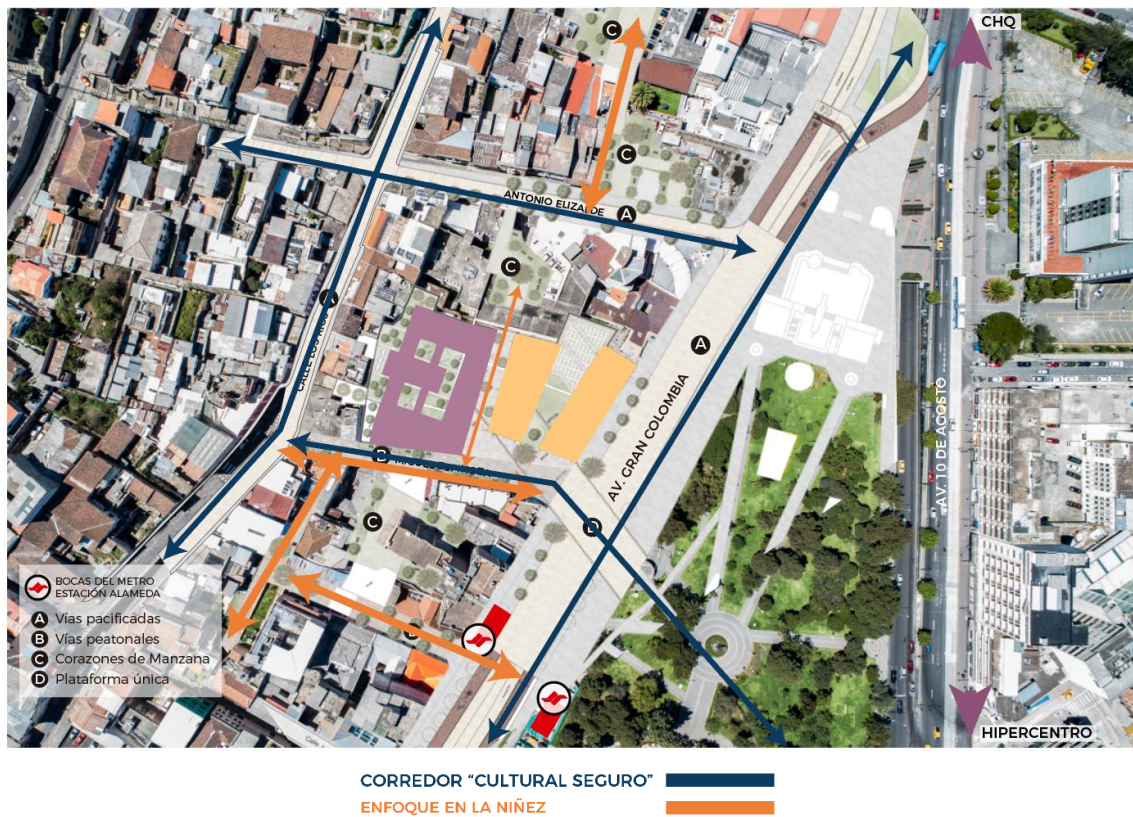 CHQ
C
C
ANTONIO ELIZALDE
A
C
A
AV. GRAN COLOMBIA
AV. 10 DE AGOSTO
D
C
D
BOCAS DEL METRO
ESTACIÓN ALAMEDA
A Vías pacificadas
B Vías peatonales
C Corazones de Manzana
D Plataforma única
HIPERCENTRO
CORREDOR “CULTURAL SEGURO”
ENFOQUE EN LA NIÑEZ